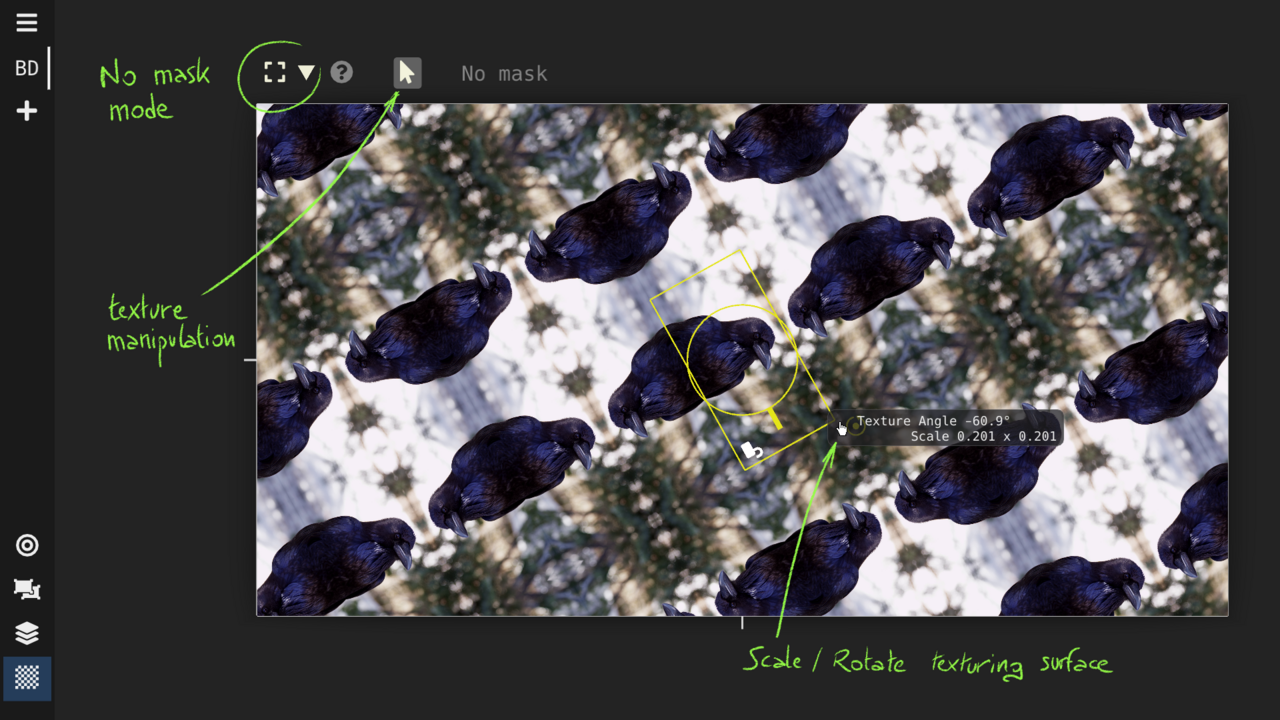 BD
No mask
mode
?
No mask
texture
manipulation
Texture Angle -60.9°
Scale 0.201 x 0.201
Scale / Rotate texturing surface